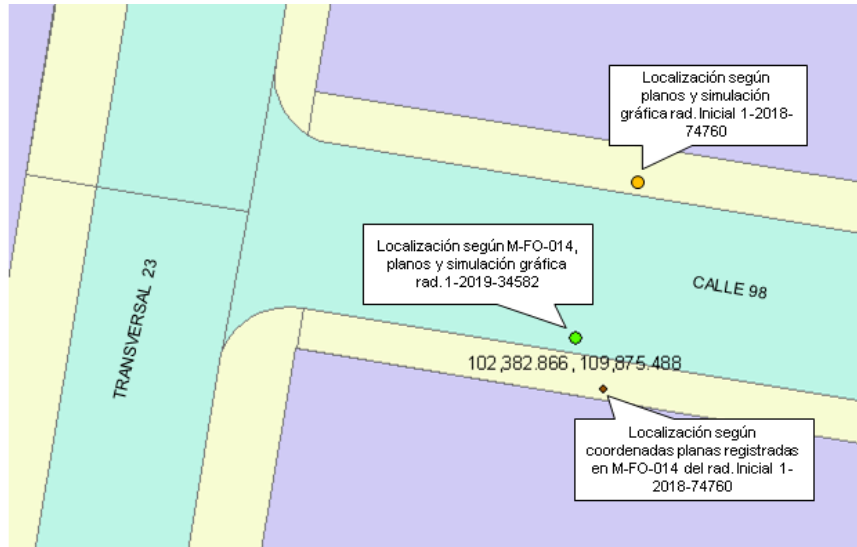 Localización según
planos y simulación
gráfica rad. Inicial 1-2018-
74760
Localización según M-FO-014,
planos y simulación gráfica
rad. 1-2019-34582
CALLE 98
TRANSVERSAL 23
102,382.866, 109,875.488
Localización según
coordenadas planas registradas
en M-FO-014 del rad. Inicial 1-
2018-74760